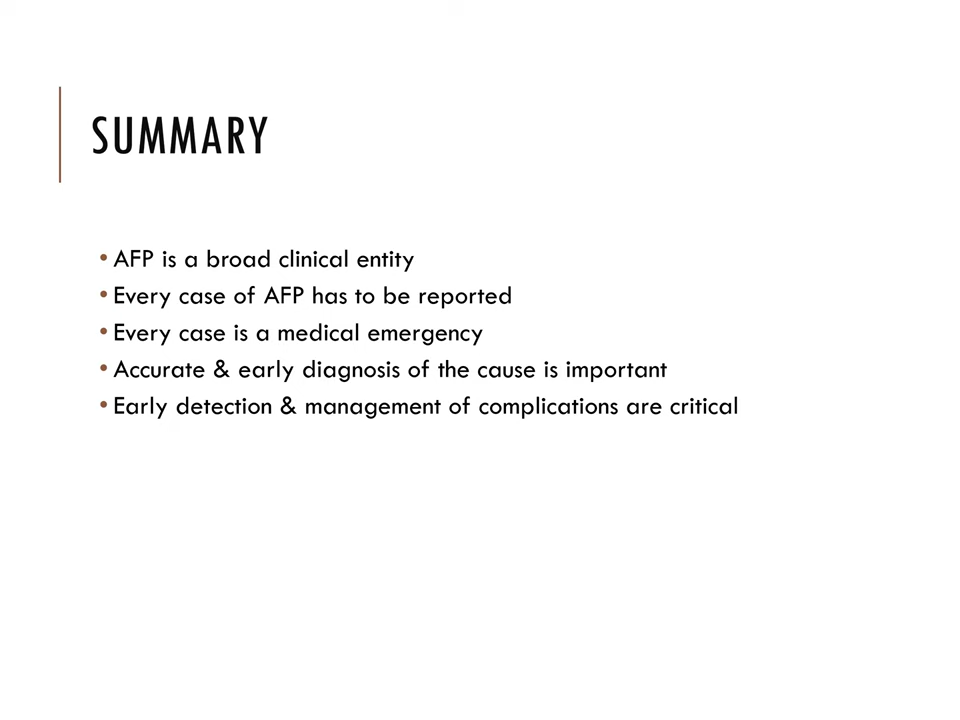 SUMMARY
• AFP is a broad clinical entity
• Every case of AFP has to be reported
• Every case is a medical emergency
• Accurate & early diagnosis of the cause is important
• Early detection & management of complications are critical